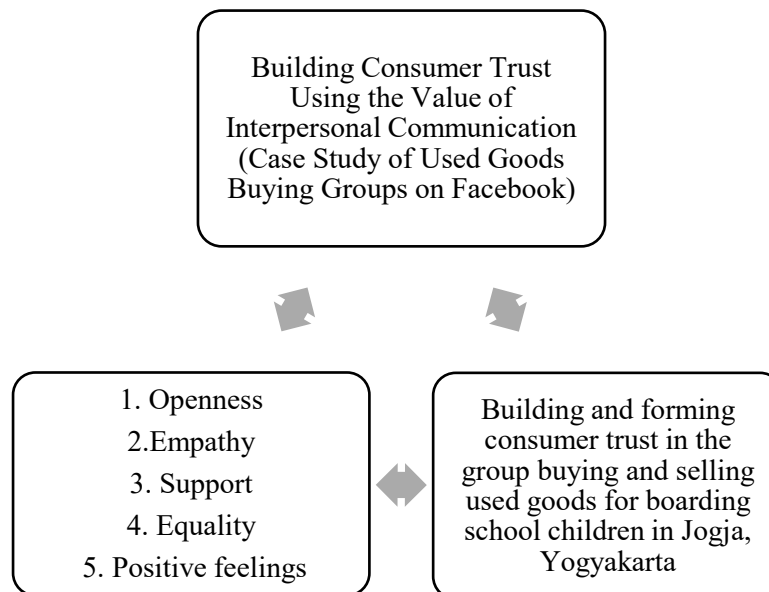 Building Consumer Trust
Using the Value of
Interpersonal Communication
(Case Study of Used Goods
Buying Groups on Facebook)
1. Openness
2.Empathy
3. Support
4. Equality
5. Positive feelings
Building and forming
consumer trust in the
group buying and selling
used goods for boarding
school children in Jogja,
Yogyakarta